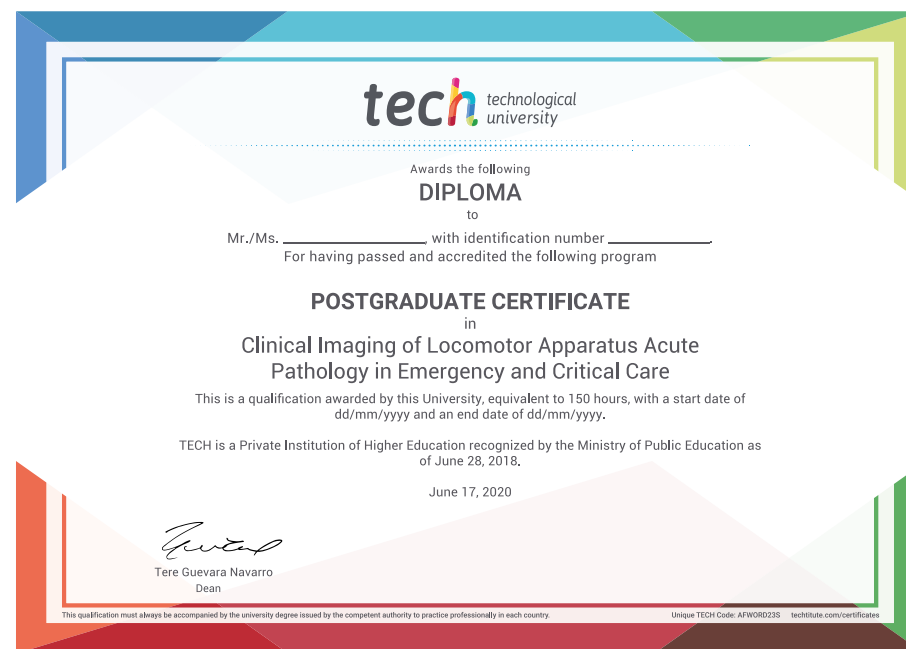 tech technological
university
Awards the following
DIPLOMA
to
Mr./Ms. ________________, with identification number ____________.
For having passed and accredited the following program
POSTGRADUATE CERTIFICATE
in
Clinical Imaging of Locomotor Apparatus Acute
Pathology in Emergency and Critical Care
This is a qualification awarded by this University, equivalent to 150 hours, with a start date of
dd/mm/yyyy and an end date of dd/mm/yyyy.
TECH is a Private Institution of Higher Education recognized by the Ministry of Public Education as
of June 28, 2018.
June 17, 2020
Tere Guevara Navarro
Dean
This qualification must always be accompanied by the university degree issued by the competent authority to practice professionally in each country.
Unique TECH Code: AFWORD23S techtitute.com/certificates